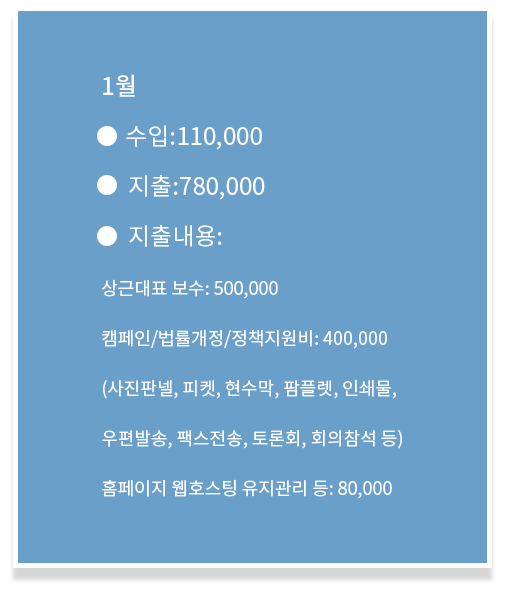 1월
● 수입:110,000
● 지출:780,000
● 지출내용:
상근대표 보수: 500,000
캠페인/법률개정/정책지원비: 400,000
(사진판넬, 피켓, 현수막, 팜플렛, 인쇄물,
우편발송, 팩스전송, 토론회, 회의참석 등)
홈페이지 웹호스팅 유지관리 등: 80,000